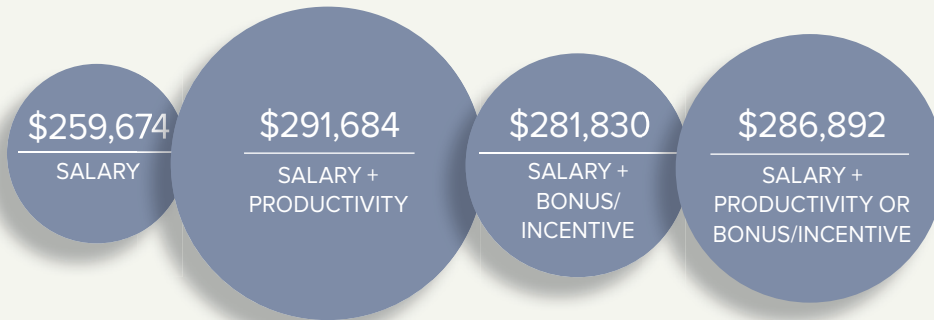 $259,674
SALARY
$291,684
SALARY +
PRODUCTIVITY
$281,830
SALARY +
BONUS/
INCENTIVE
$286,892
SALARY +
PRODUCTIVITY OR
BONUS/INCENTIVE